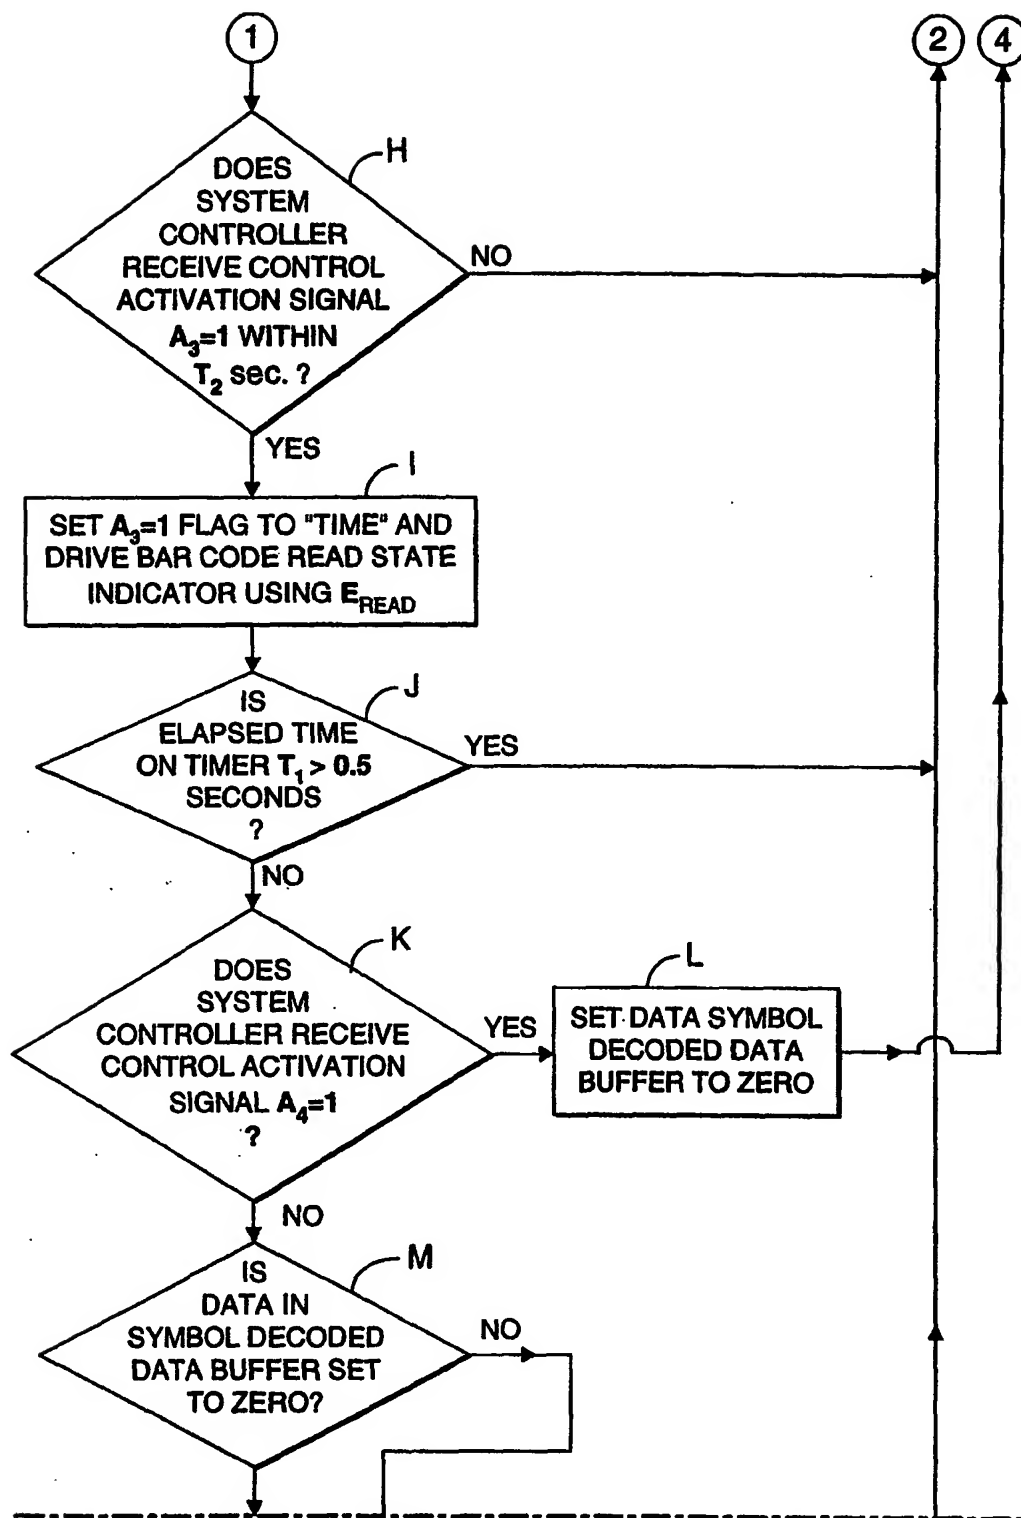 1
2
4
H
DOES
SYSTEM
CONTROLLER
RECEIVE CONTROL
ACTIVATION SIGNAL
A3=1 WITHIN
T2 sec. ?
NO
YES
I
SET A3=1 FLAG TO "TIME" AND
DRIVE BAR CODE READ STATE
INDICATOR USING EREAD
J
IS
ELAPSED TIME
ON TIMER T1 > 0.5
SECONDS
?
YES
NO
K
DOES
SYSTEM
CONTROLLER RECEIVE
CONTROL ACTIVATION
SIGNAL A4=1
?
YES
L
SET DATA SYMBOL
DECODED DATA
BUFFER TO ZERO
NO
M
IS
DATA IN
SYMBOL DECODED
DATA BUFFER SET
TO ZERO?
NO